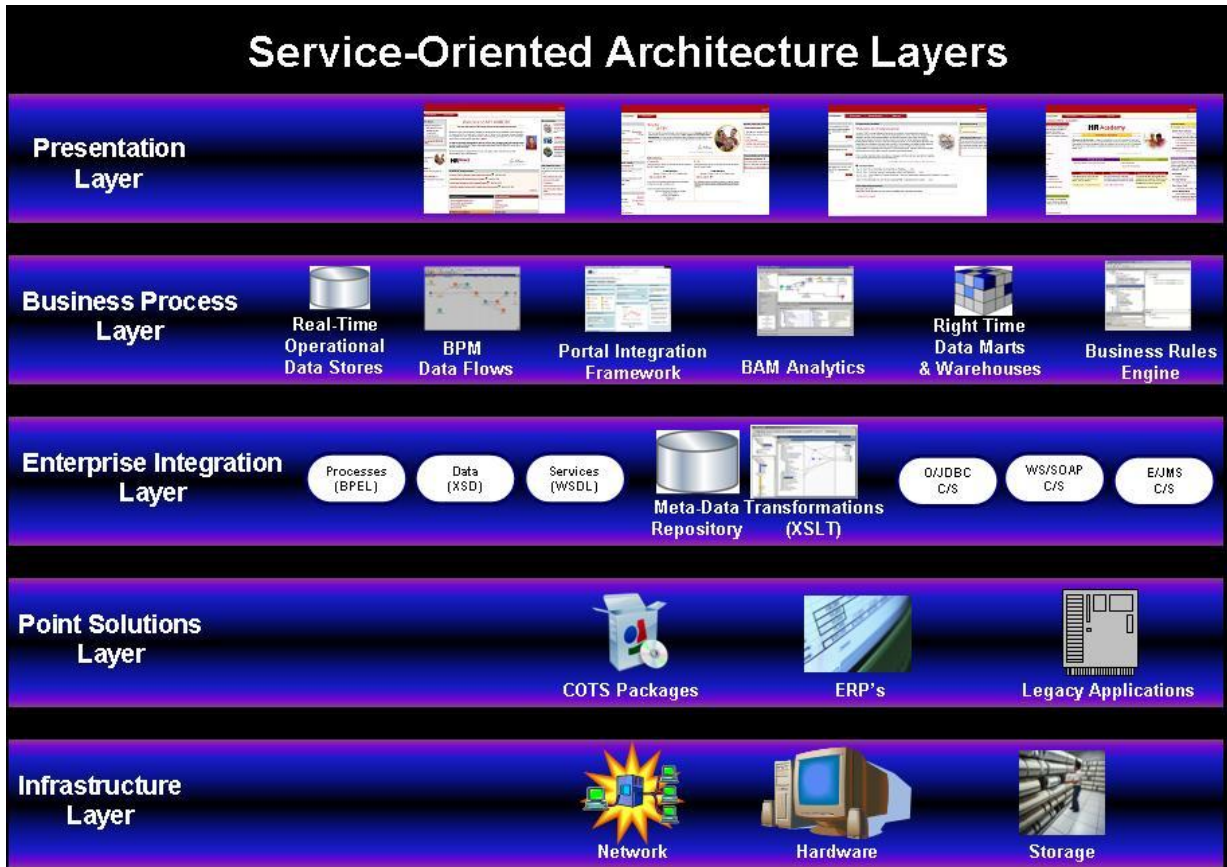 Service-Oriented Architecture Layers
Presentation
Layer
HR Academy
Business Process
Layer
Real-Time
Operational
Data Stores
BPM
Data Flows
Portal Integration
Framework
BAM Analytics
Right Time
Data Marts
& Warehouses
Business Rules
Engine
Enterprise Integration
Layer
Processes
(BPEL)
Data
(XSD)
Services
(WSDL)
Meta-Data
Repository
Transformations
(XSLT)
O/JDBC
C/S
WS/SOAP
C/S
E/JMS
C/S
Point Solutions
Layer
COTS Packages
ERP's
Legacy Applications
Infrastructure
Layer
Network
Hardware
Storage